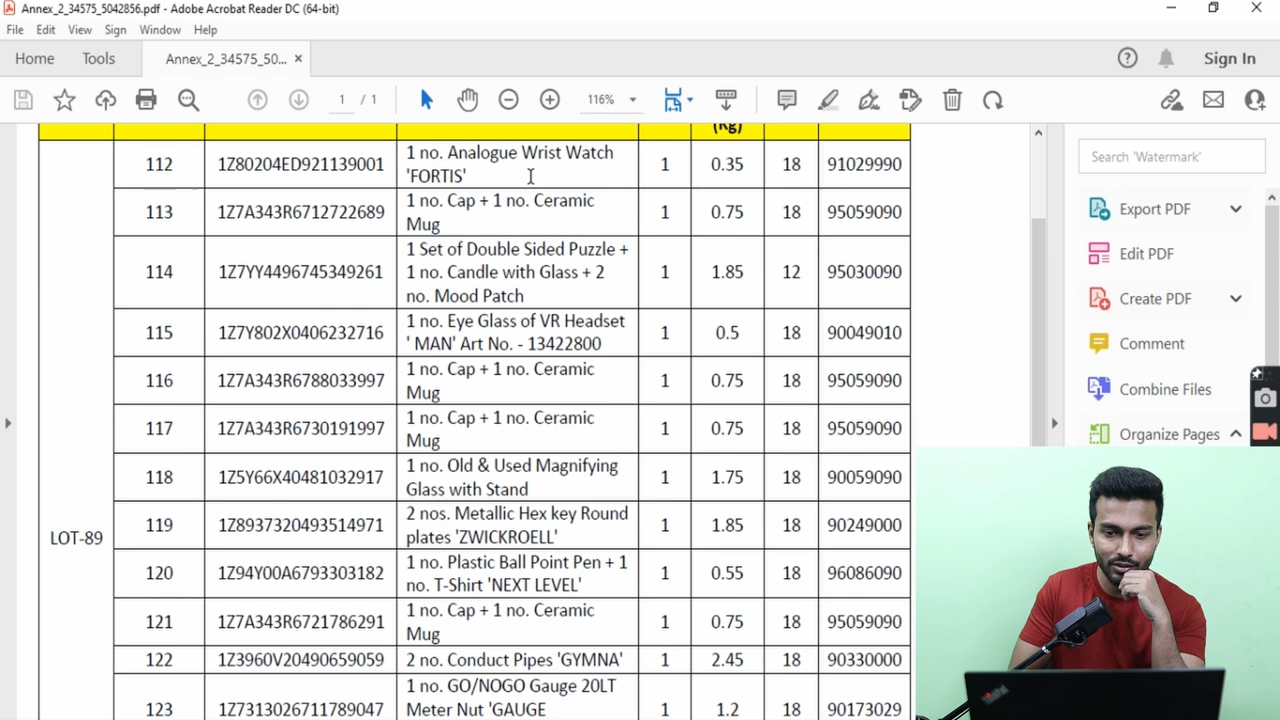 Annex_2_34575_5042856.pdf - Adobe Acrobat Reader DC (64-bit)
File Edit View Sign Window Help
Home Tools Annex_2_34575_50... × Sign In
1 / 1 116%
(Kg)
LOT-89
112 1Z80204ED921139001 1 no. Analogue Wrist Watch 1 0.35 18 91029990
'FORTIS'
113 1Z7A343R6712722689 1 no. Cap + 1 no. Ceramic 1 0.75 18 95059090
Mug
114 1Z7YY4496745349261 1 Set of Double Sided Puzzle + 1 1.85 12 95030090
1 no. Candle with Glass + 2
no. Mood Patch
115 1Z7Y802X0406232716 1 no. Eye Glass of VR Headset 1 0.5 18 90049010
' MAN' Art No. - 13422800
116 1Z7A343R6788033997 1 no. Cap + 1 no. Ceramic 1 0.75 18 95059090
Mug
117 1Z7A343R6730191997 1 no. Cap + 1 no. Ceramic 1 0.75 18 95059090
Mug
118 1Z5Y66X40481032917 1 no. Old & Used Magnifying 1 1.75 18 90059090
Glass with Stand
119 1Z8937320493514971 2 nos. Metallic Hex key Round 1 1.85 18 90249000
plates 'ZWICKROELL'
120 1Z94Y00A6793303182 1 no. Plastic Ball Point Pen + 1 1 0.55 18 96086090
no. T-Shirt 'NEXT LEVEL'
121 1Z7A343R6721786291 1 no. Cap + 1 no. Ceramic 1 0.75 18 95059090
Mug
122 1Z3960V20490659059 2 no. Conduct Pipes 'GYMNA' 1 2.45 18 90330000
123 1Z7313026711789047 1 no. GO/NOGO Gauge 20LT 1 1.2 18 90173029
Meter Nut 'GAUGE
Search 'Watermark'
Export PDF
Edit PDF
Create PDF
Comment
Combine Files
Organize Pages